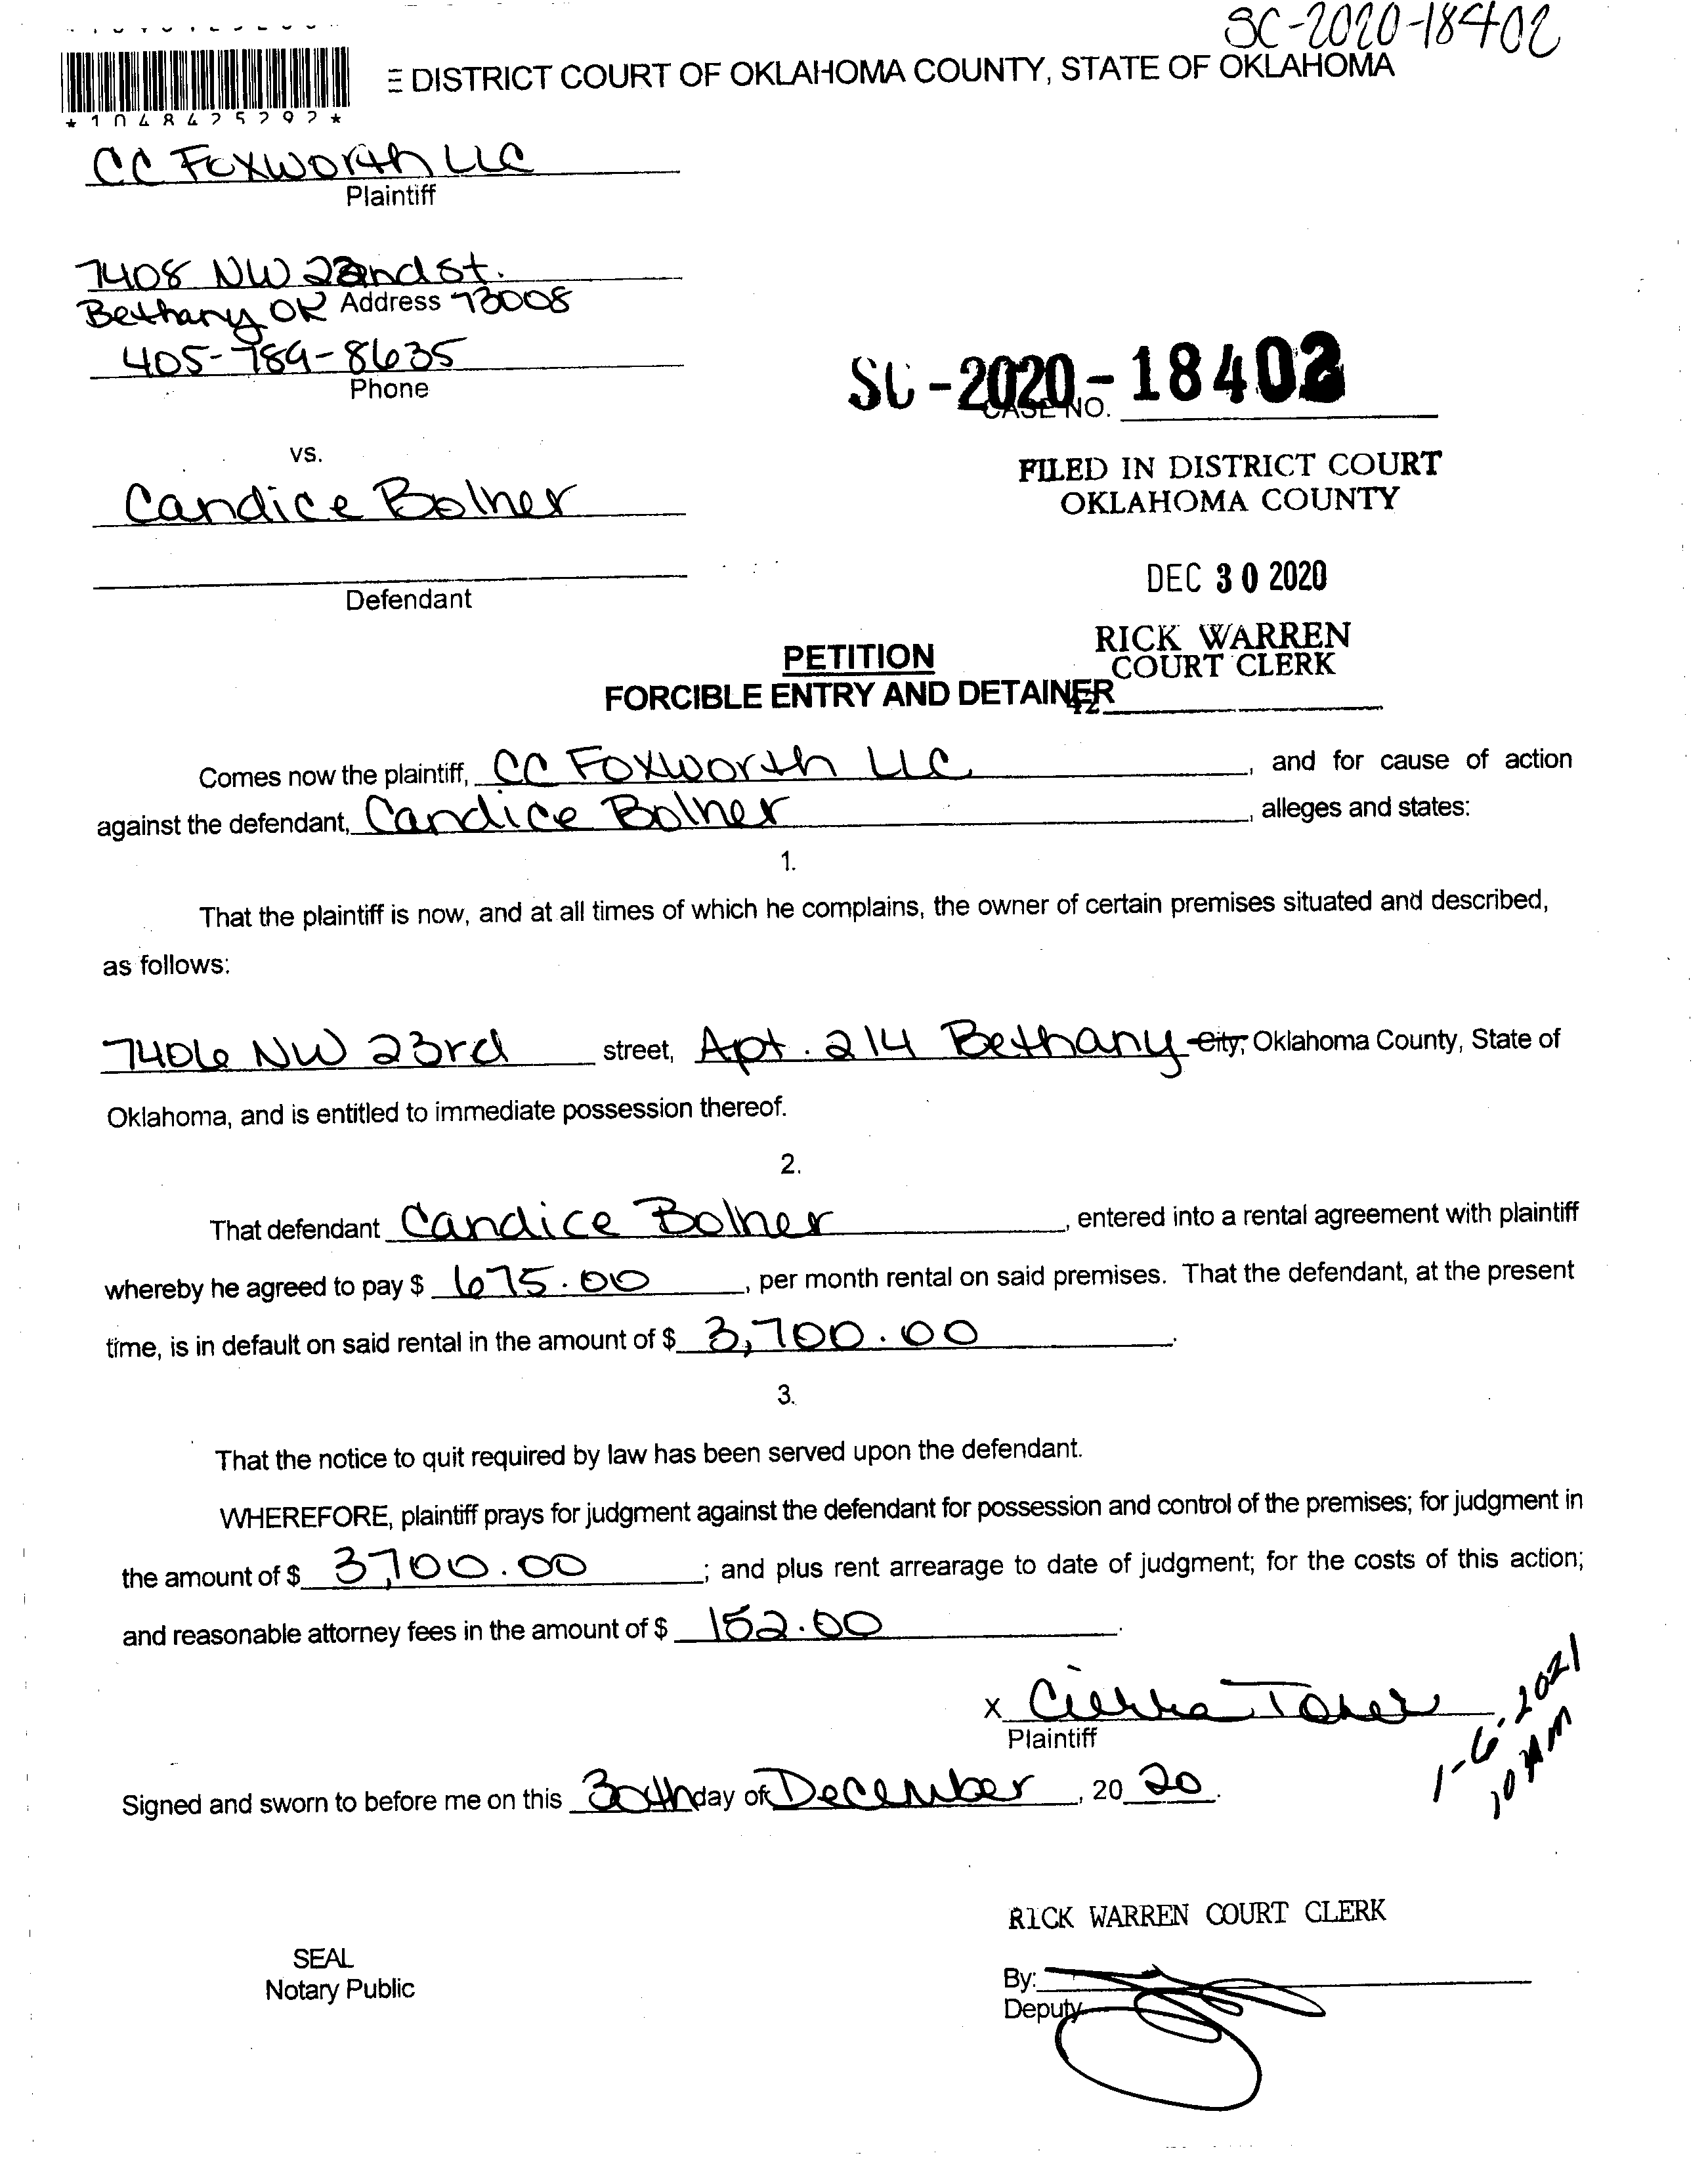 SC-2020-18402
E DISTRICT COURT OF OKLAHOMA COUNTY, STATE OF OKLAHOMA
*1048425292*
CC Foxworth LLC
Plaintiff
7408 NW 22nd St.
Bethany OK Address 73008
405-789-8635
Phone
SC-2020-18402
CASE NO.
vs.
FILED IN DISTRICT COURT
OKLAHOMA COUNTY
Candice Bolner
DEC 30 2020
Defendant
RICK WARREN
COURT CLERK
PETITION
FORCIBLE ENTRY AND DETAINER
42
Comes now the plaintiff, CC Foxworth LLC, and for cause of action
against the defendant, Candice Bolner, alleges and states:
1.
That the plaintiff is now, and at all times of which he complains, the owner of certain premises situated and described,
as follows:
7406 NW 23rd street, Apt. 214 Bethany City, Oklahoma County, State of
Oklahoma, and is entitled to immediate possession thereof.
2.
That defendant Candice Bolner, entered into a rental agreement with plaintiff
whereby he agreed to pay $ 675.00, per month rental on said premises. That the defendant, at the present
time, is in default on said rental in the amount of $ 3,700.00.
3.
That the notice to quit required by law has been served upon the defendant.
WHEREFORE, plaintiff prays for judgment against the defendant for possession and control of the premises; for judgment in
the amount of $ 3,700.00; and plus rent arrearage to date of judgment; for the costs of this action;
and reasonable attorney fees in the amount of $ 152.00.
x
Plaintiff
1-6-2021
10 AM
Signed and sworn to before me on this 30th day of December, 20 20.
RICK WARREN COURT CLERK
SEAL
Notary Public
By:
Deputy